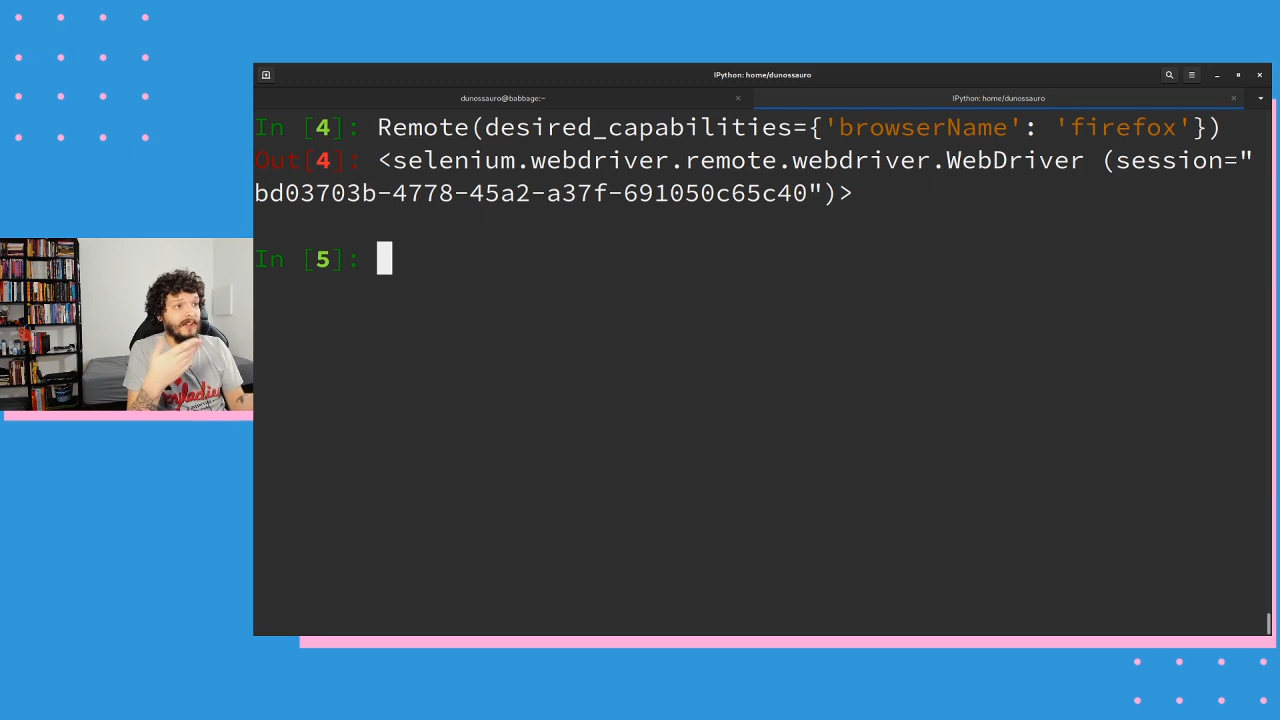 IPython: home/dunossauro
dunossauro@babbage:~
IPython: home/dunossauro
In [4]: Remote(desired_capabilities={'browserName': 'firefox'})
Out[4]: <selenium.webdriver.remote.webdriver.WebDriver (session="
bd03703b-4778-45a2-a37f-691050c65c40")>
In [5]:
pyladies